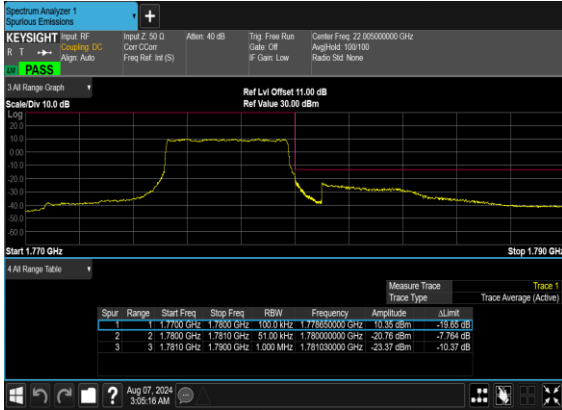 Spectrum Analyzer 1
Spurious Emissions
+
KEYSIGHT Input: RF Input Z: 50 Ω Atten: 40 dB Trig: Free Run Center Freq: 22.005000000 GHz
R T Coupling: DC Corr CCorr Gate: Off Avg|Hold: 100/100
Align: Auto Freq Ref: Int (S) IF Gain: Low Radio Std: None
PASS
3 All Range Graph Ref Lvl Offset 11.00 dB
Scale/Div 10.0 dB Ref Value 30.00 dBm
Log
20.0
10.0
0.00
-10.0
-20.0
-30.0
-40.0
-50.0
-60.0
Start 1.770 GHz Stop 1.790 GHz
4 All Range Table
Measure Trace Trace 1
Trace Type Trace Average (Active)
Spur Range Start Freq Stop Freq RBW Frequency Amplitude ΔLimit
1 1 1.7700 GHz 1.7800 GHz 100.0 kHz 1.778650000 GHz 10.35 dBm -19.65 dB
2 2 1.7800 GHz 1.7810 GHz 51.00 kHz 1.780000000 GHz -20.76 dBm -7.764 dB
3 3 1.7810 GHz 1.7900 GHz 1.000 MHz 1.781030000 GHz -23.37 dBm -10.37 dB
? Aug 07, 2024
3:05:16 AM